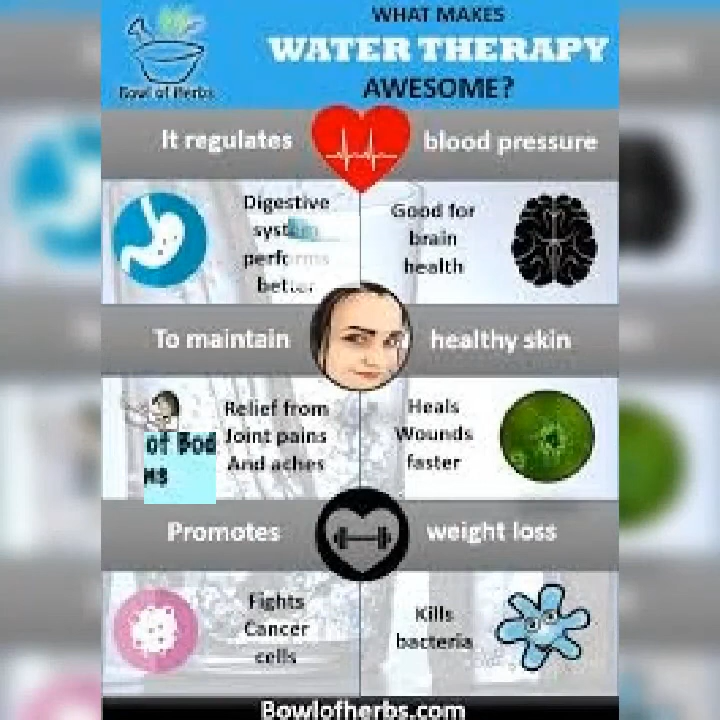 WHAT MAKES
WATER THERAPY
AWESOME?
Bowl of Herbs
It regulates blood pressure
Digestive
system
performs
better
Good for
brain
health
To maintain healthy skin
of Bod
Relief from
Joint pains
And aches
Heals
Wounds
faster
Promotes weight loss
Fights
Cancer
cells
Kills
bacteria
Bowlofherbs.com